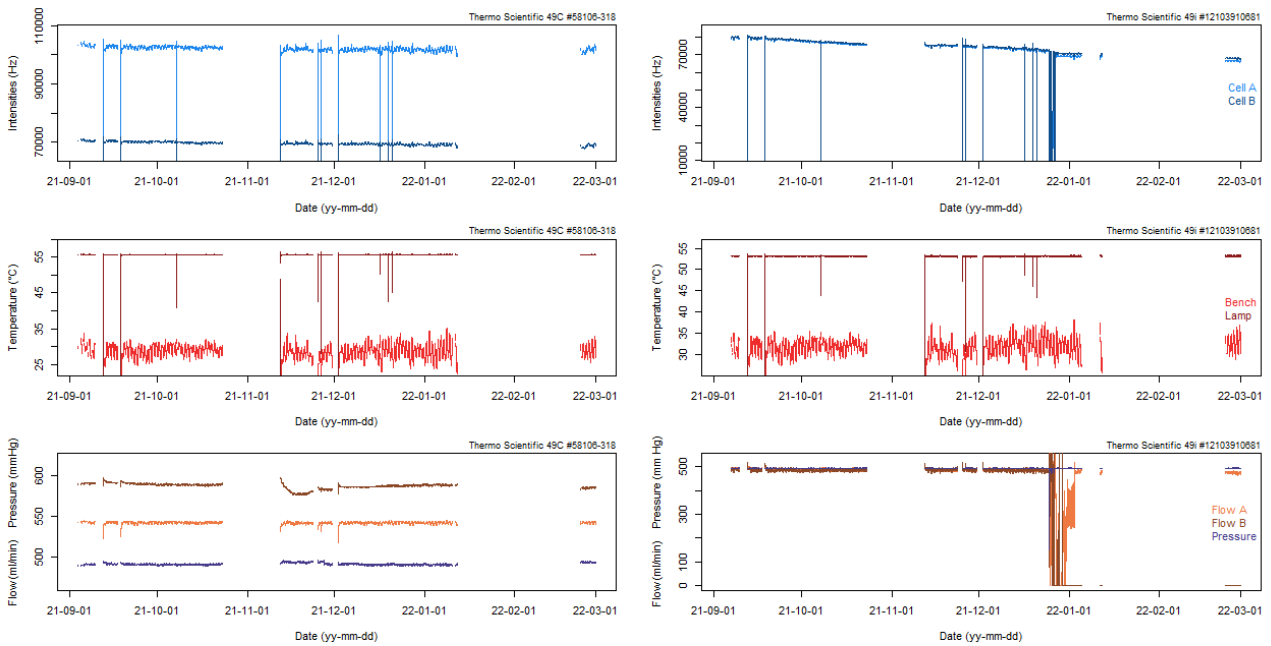 Thermo Scientific 49C #58106-318
Intensities (Hz)
70000 90000 110000
21-09-01 21-10-01 21-11-01 21-12-01 22-01-01 22-02-01 22-03-01
Date (yy-mm-dd)
Thermo Scientific 49i #12103910681
Intensities (Hz)
10000 40000 70000
Cell A
Cell B
21-09-01 21-10-01 21-11-01 21-12-01 22-01-01 22-02-01 22-03-01
Date (yy-mm-dd)
Thermo Scientific 49C #58106-318
Temperature (°C)
25 35 45 55
21-09-01 21-10-01 21-11-01 21-12-01 22-01-01 22-02-01 22-03-01
Date (yy-mm-dd)
Thermo Scientific 49i #12103910681
Temperature (°C)
30 35 40 45 50 55
Bench
Lamp
21-09-01 21-10-01 21-11-01 21-12-01 22-01-01 22-02-01 22-03-01
Date (yy-mm-dd)
Thermo Scientific 49C #58106-318
Flow (ml/min) Pressure (mmHg)
500 550 600
21-09-01 21-10-01 21-11-01 21-12-01 22-01-01 22-02-01 22-03-01
Date (yy-mm-dd)
Thermo Scientific 49i #12103910681
Flow (ml/min) Pressure (mm Hg)
0 100 300 500
Flow A
Flow B
Pressure
21-09-01 21-10-01 21-11-01 21-12-01 22-01-01 22-02-01 22-03-01
Date (yy-mm-dd)